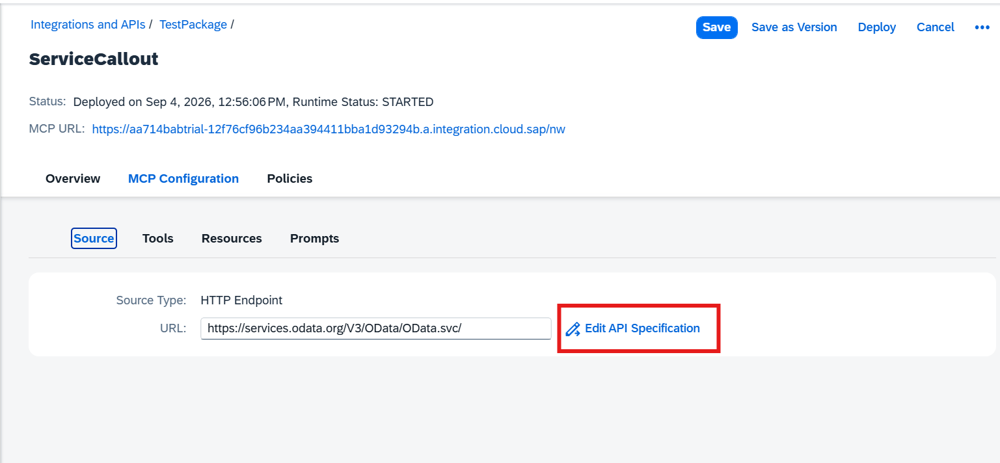 Integrations and APIs / TestPackage /
Save Save as Version Deploy Cancel •••
ServiceCallout
Status: Deployed on Sep 4, 2026, 12:56:06 PM, Runtime Status: STARTED
MCP URL: https://aa714babtrial-12f76cf96b234aa394411bba1d93294b.a.integration.cloud.sap/nw
Overview MCP Configuration Policies
Source Tools Resources Prompts
Source Type: HTTP Endpoint
URL: https://services.odata.org/V3/OData/OData.svc/ Edit API Specification